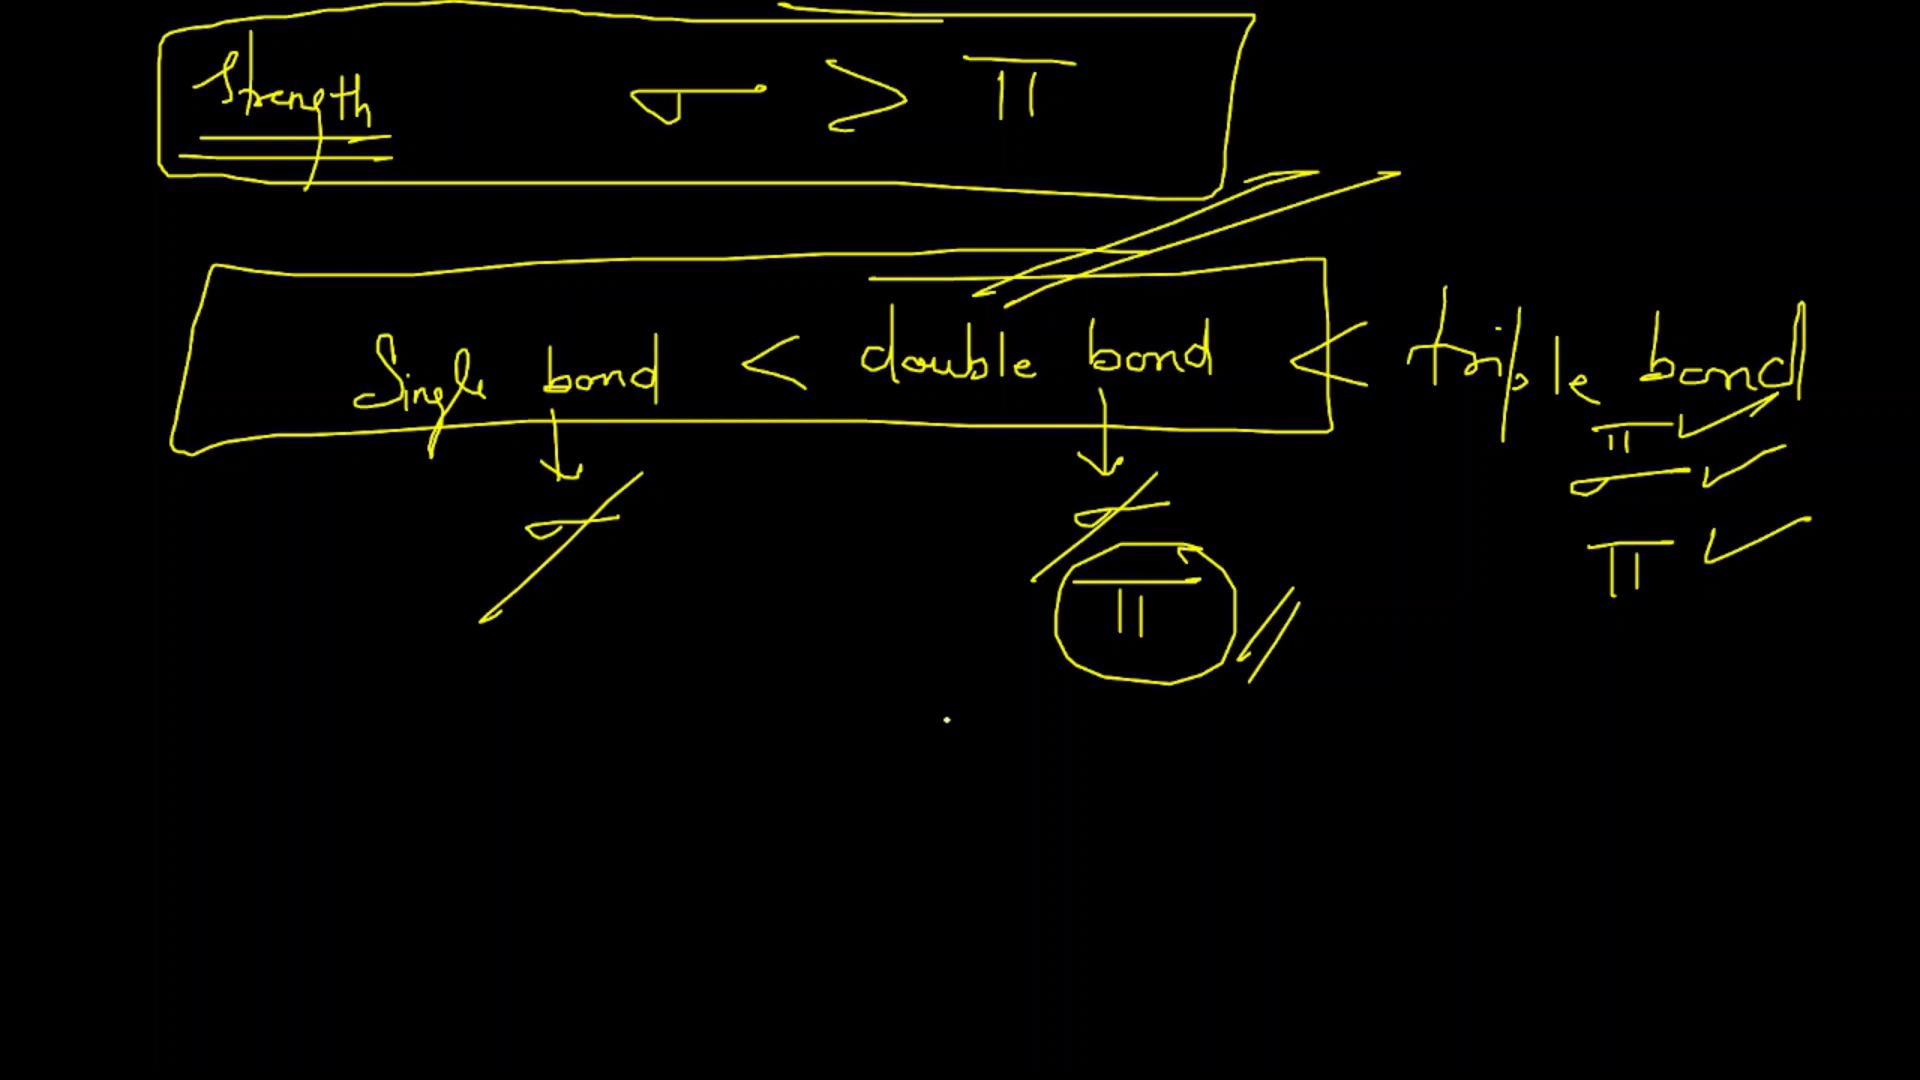 Strength σ > π
Single bond < double bond < triple bond
π
σ σ σ
π π